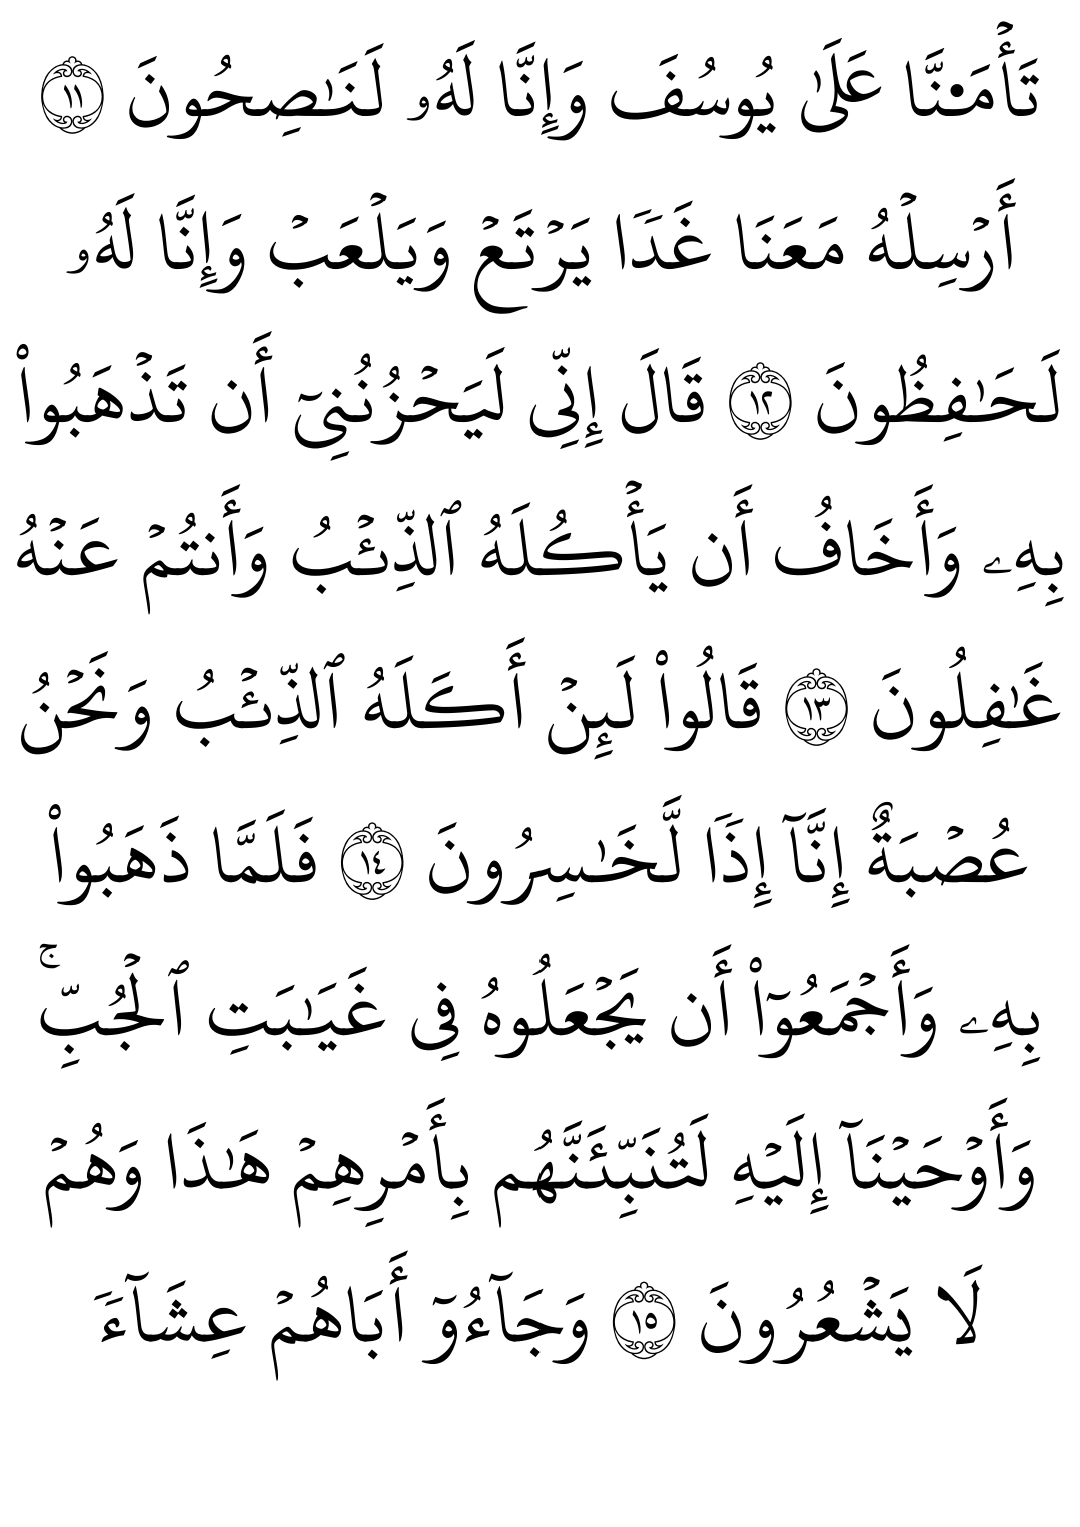 تَأۡمَ۬نَّا عَلَىٰ يُوسُفَ وَإِنَّا لَهُۥ لَنَٰصِحُونَ ١١
أَرۡسِلۡهُ مَعَنَا غَدٗا يَرۡتَعۡ وَيَلۡعَبۡ وَإِنَّا لَهُۥ
لَحَٰفِظُونَ ١٢ قَالَ إِنِّي لَيَحۡزُنُنِيٓ أَن تَذۡهَبُواْ
بِهِۦ وَأَخَافُ أَن يَأۡكُلَهُ ٱلذِّئۡبُ وَأَنتُمۡ عَنۡهُ
غَٰفِلُونَ ١٣ قَالُواْ لَئِنۡ أَكَلَهُ ٱلذِّئۡبُ وَنَحۡنُ
عُصۡبَةٌ إِنَّآ إِذٗا لَّخَٰسِرُونَ ١٤ فَلَمَّا ذَهَبُواْ
بِهِۦ وَأَجۡمَعُوٓاْ أَن يَجۡعَلُوهُ فِي غَيَٰبَتِ ٱلۡجُبِّۚ
وَأَوۡحَيۡنَآ إِلَيۡهِ لَتُنَبِّئَنَّهُم بِأَمۡرِهِمۡ هَٰذَا وَهُمۡ
لَا يَشۡعُرُونَ ١٥ وَجَآءُوٓ أَبَاهُمۡ عِشَآءٗ